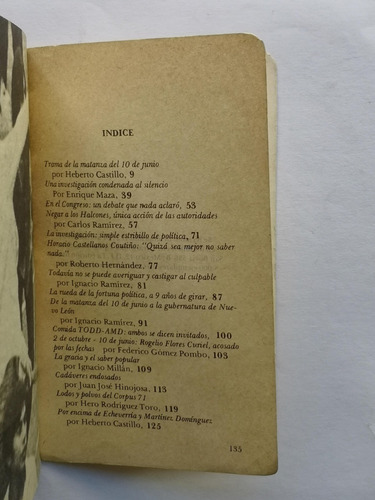 INDICE
Trama de la matanza del 10 de junio
por Heberto Castillo, 9
Una investigación condenada al silencio
Por Enrique Maza, 39
En el Congreso: un debate que nada aclaró, 53
Negar a los Halcones, única acción de las autoridades
por Carlos Ramírez, 57
La investigación: simple estribillo de política, 71
Horacio Castellanos Coutiño: "Quizá sea mejor no saber
nada."
por Roberto Hernández, 77
Todavía no se puede averiguar y castigar al culpable
por Ignacio Ramírez, 81
La rueda de la fortuna política, a 9 años de girar, 87
De la matanza del 10 de junio a la gubernatura de Nue-
vo León
por Ignacio Ramírez, 91
Comida TODD-AMD: ambos se dicen invitados, 100
2 de octubre - 10 de junio: Rogelio Flores Curiel, acosado
por las fechas por Federico Gómez Pombo, 103
La gracia y el saber popular
por Ignacio Millán, 109
Cadáveres endosados
por Juan José Hinojosa, 113
Lodos y polvos del Corpus 71
por Hero Rodríguez Toro, 119
Por encima de Echeverría y Martínez Domínguez
por Heberto Castillo, 125
135